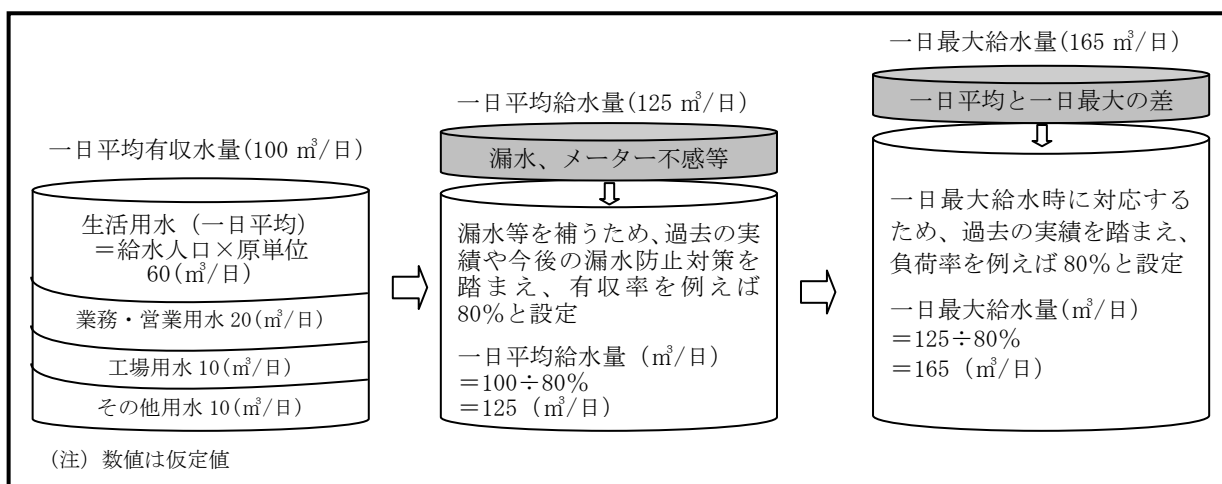 一日平均有収水量(100 ㎥/日)
生活用水（一日平均）
＝給水人口×原単位
60(㎥/日)
業務・営業用水 20(㎥/日)
工場用水 10(㎥/日)
その他用水 10(㎥/日)
一日平均給水量(125 ㎥/日)
漏水、メーター不感等
漏水等を補うため、過去の実
績や今後の漏水防止対策を
踏まえ、有収率を例えば
80％と設定
一日平均給水量（㎥/日）
＝100÷80％
＝125（㎥/日）
一日最大給水量(165 ㎥/日)
一日平均と一日最大の差
一日最大給水時に対応する
ため、過去の実績を踏まえ、
負荷率を例えば 80％と設定
一日最大給水量(㎥/日)
＝125÷80％
＝165（㎥/日）
（注）数値は仮定値